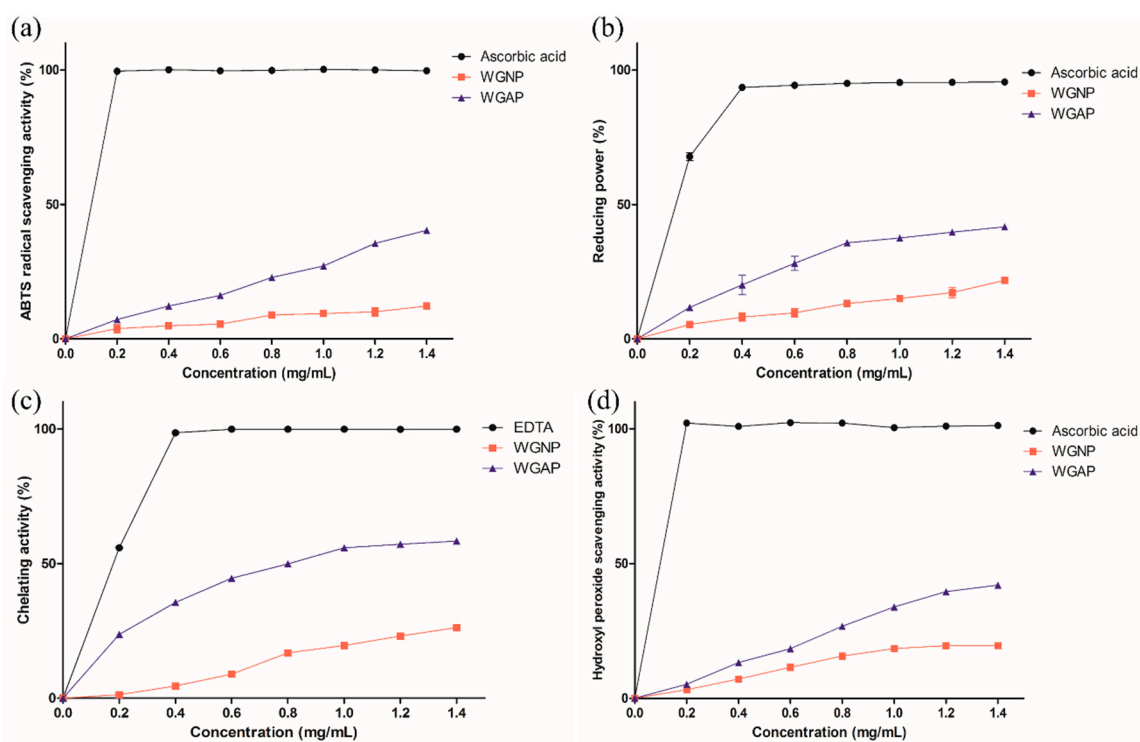 (a)
ABTS radical scavenging activity (%)
100
50
0
0.0 0.2 0.4 0.6 0.8 1.0 1.2 1.4
Concentration (mg/mL)
Ascorbic acid
WGNP
WGAP
(b)
Reducing power (%)
100
50
0
0.0 0.2 0.4 0.6 0.8 1.0 1.2 1.4
Concentration (mg/mL)
Ascorbic acid
WGNP
WGAP
(c)
Chelating activity (%)
100
50
0
0.0 0.2 0.4 0.6 0.8 1.0 1.2 1.4
Concentration (mg/mL)
EDTA
WGNP
WGAP
(d)
Hydroxyl peroxide scavenging activity (%)
100
50
0
0.0 0.2 0.4 0.6 0.8 1.0 1.2 1.4
Concentration (mg/mL)
Ascorbic acid
WGNP
WGAP